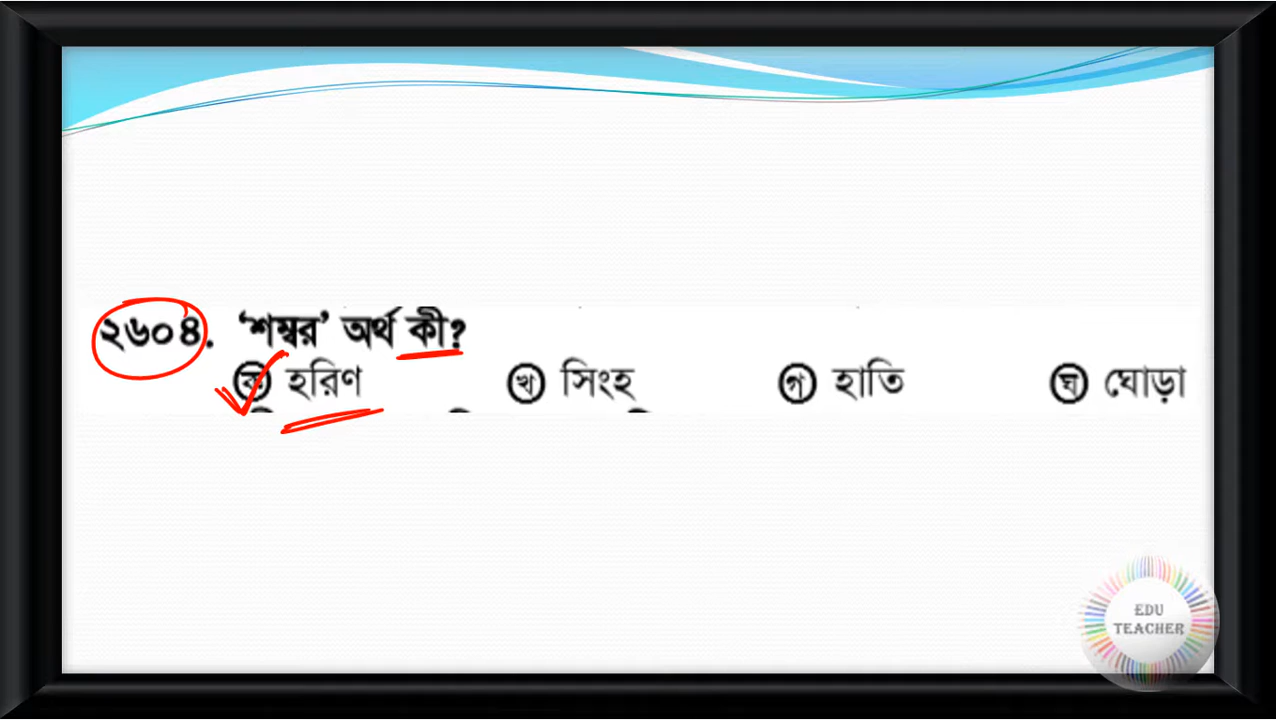 ২৬০৪. ‘শম্বর’ অর্থ কী?
ক হরিণ খ সিংহ গ হাতি ঘ ঘোড়া
EDU
TEACHER